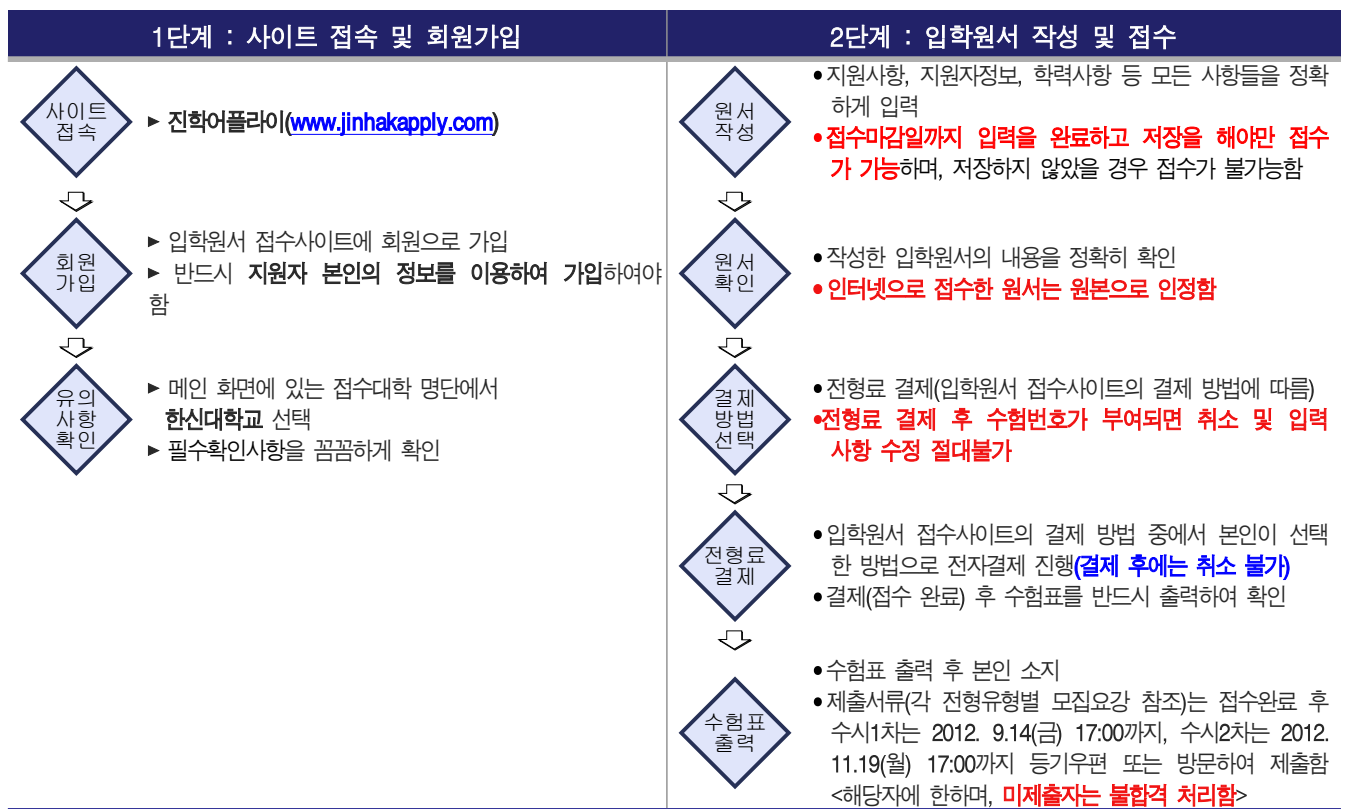 1단계 : 사이트 접속 및 회원가입
사이트
접속
► 진학어플라이(www.jinhakapply.com)
회원
가입
► 입학원서 접수사이트에 회원으로 가입
► 반드시 지원자 본인의 정보를 이용하여 가입하여야
함
유의
사항
확인
► 메인 화면에 있는 접수대학 명단에서
한신대학교 선택
► 필수확인사항을 꼼꼼하게 확인
2단계 : 입학원서 작성 및 접수
원서
작성
●지원사항, 지원자정보, 학력사항 등 모든 사항들을 정확
하게 입력
●접수마감일까지 입력을 완료하고 저장을 해야만 접수
가 가능하며, 저장하지 않았을 경우 접수가 불가능함
원서
확인
●작성한 입학원서의 내용을 정확히 확인
●인터넷으로 접수한 원서는 원본으로 인정함
결제
방법
선택
●전형료 결제(입학원서 접수사이트의 결제 방법에 따름)
●전형료 결제 후 수험번호가 부여되면 취소 및 입력
사항 수정 절대불가
전형료
결제
●입학원서 접수사이트의 결제 방법 중에서 본인이 선택
한 방법으로 전자결제 진행(결제 후에는 취소 불가)
●결제(접수 완료) 후 수험표를 반드시 출력하여 확인
수험표
출력
●수험표 출력 후 본인 소지
●제출서류(각 전형유형별 모집요강 참조)는 접수완료 후
수시1차는 2012. 9.14(금) 17:00까지, 수시2차는 2012.
11.19(월) 17:00까지 등기우편 또는 방문하여 제출함
<해당자에 한하며, 미제출자는 불합격 처리함>